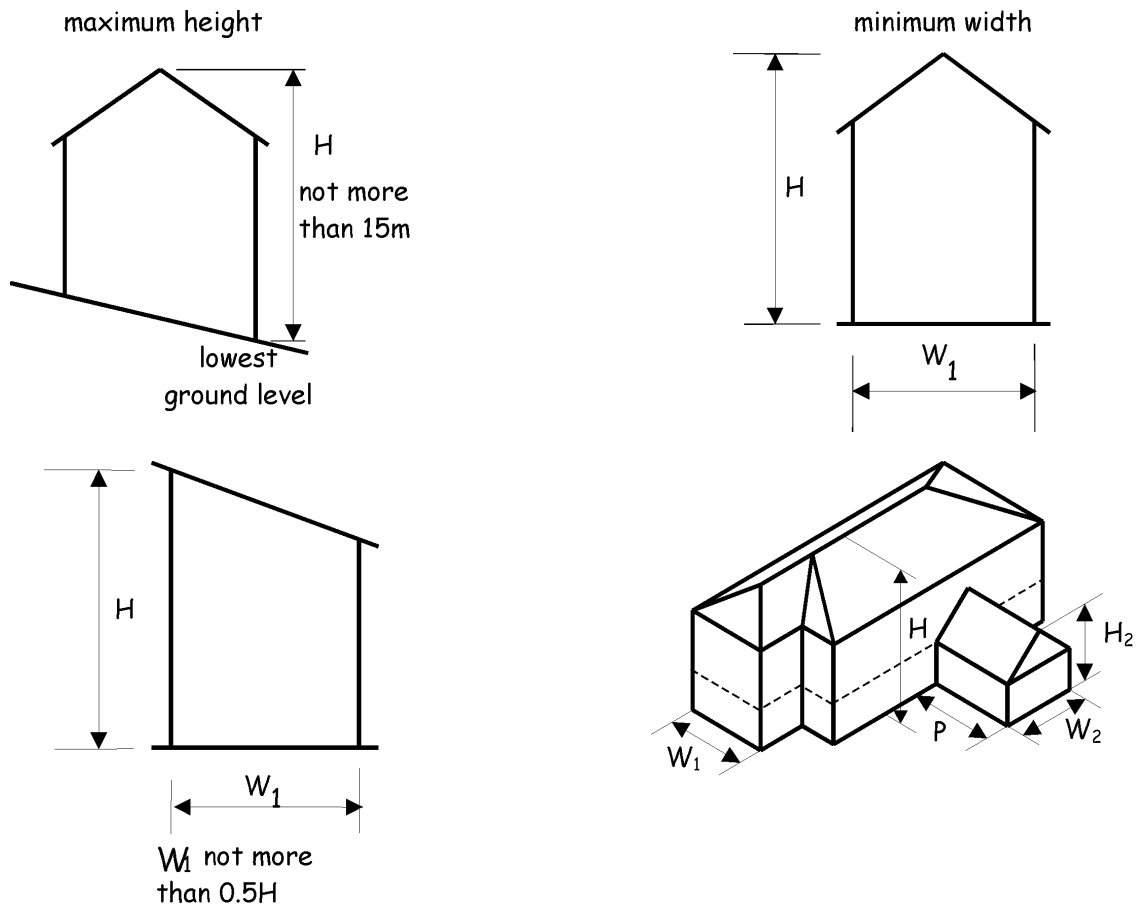 maximum height
H
not more
than 15m
lowest
ground level
minimum width
H
W1
H
W1
W1 not more
than 0.5H
H
H2
P
W2
W1